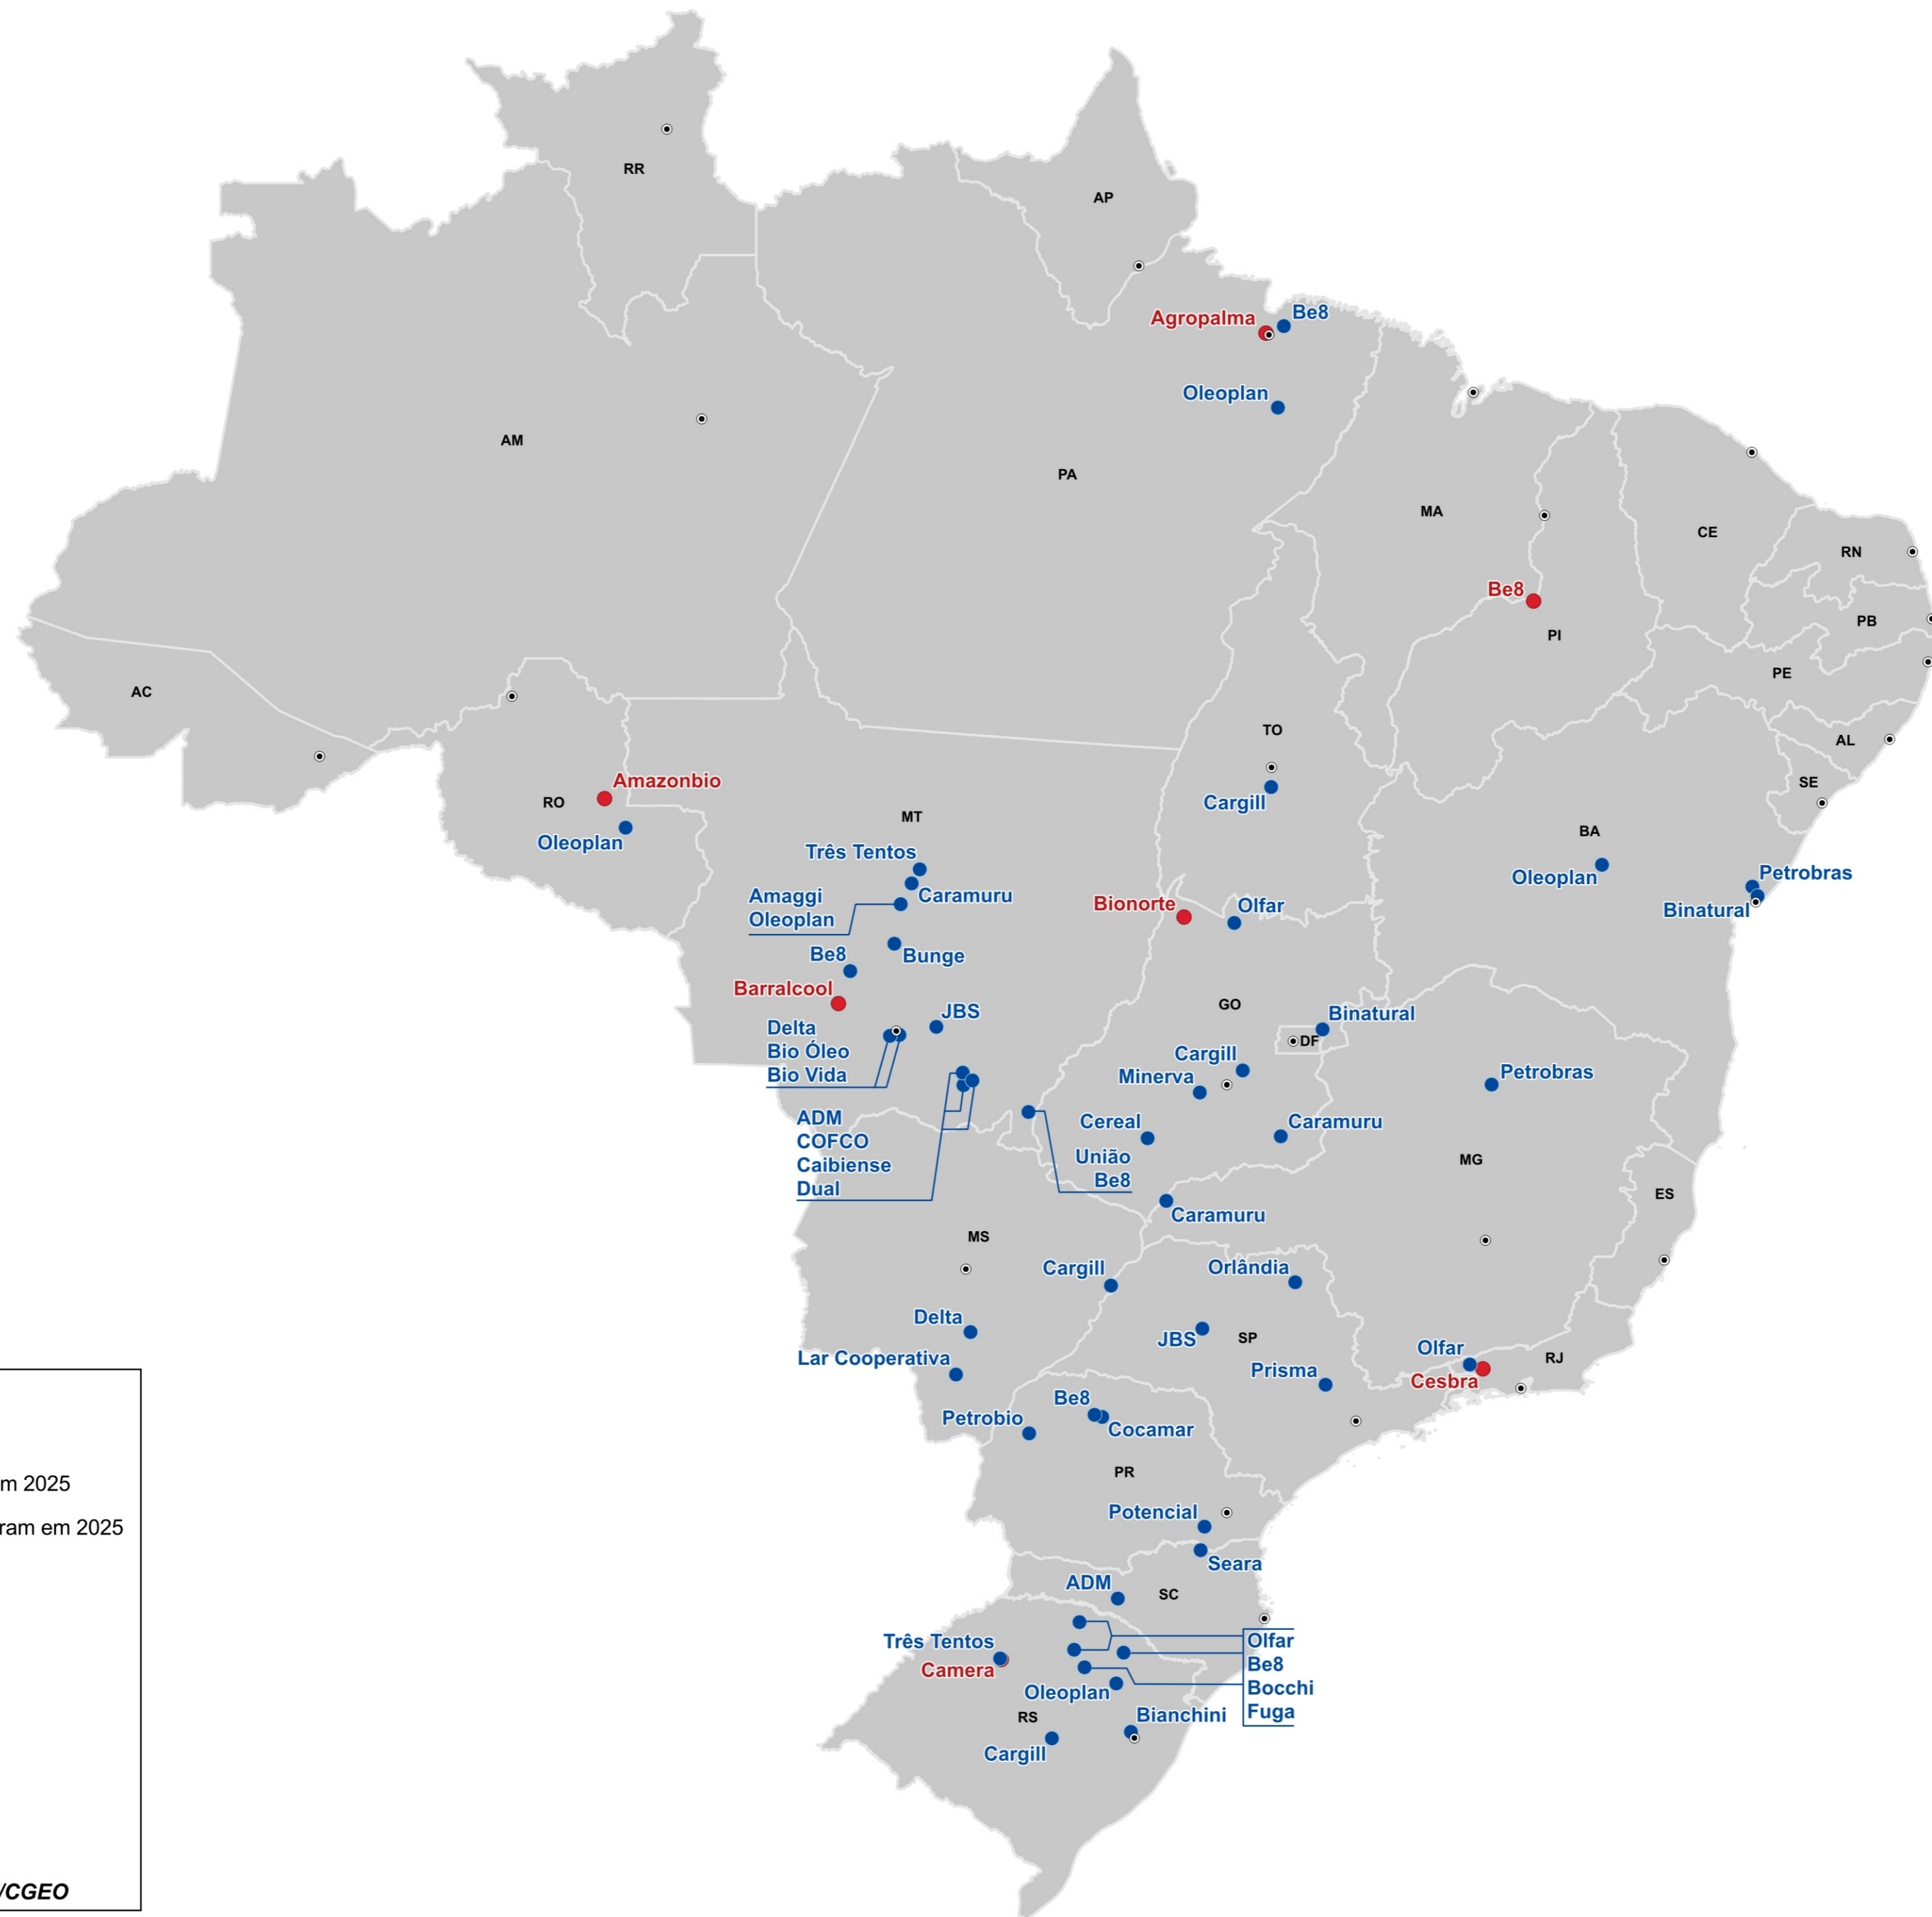 RR
AP
Agropalma
Be8
Oleoplan
AM
PA
MA
CE
RN
Be8
PB
PI
PE
AC
TO
AL
Amazonbio
SE
RO
Cargill
MT
BA
Oleoplan
Três Tentos
Oleoplan
Petrobras
Amaggi
Oleoplan
Caramuru
Bionorte
Olfar
Binatural
Be8
Bunge
Barralcool
GO
JBS
Binatural
Delta
Bio Óleo
Bio Vida
DF
Cargill
Minerva
Petrobras
ADM
COFCO
Caibiense
Dual
Cereal
Caramuru
União
Be8
MG
ES
Caramuru
MS
Cargill
Orlândia
Delta
JBS
SP
Lar Cooperativa
Olfar
RJ
Prisma
Cesbra
Be8
Petrobio
Cocamar
PR
m 2025
Potencial
ram em 2025
Seara
ADM
SC
Três Tentos
Camera
Olfar
Be8
Bocchi
Fuga
Oleoplan
RS
Bianchini
Cargill
/CGEO